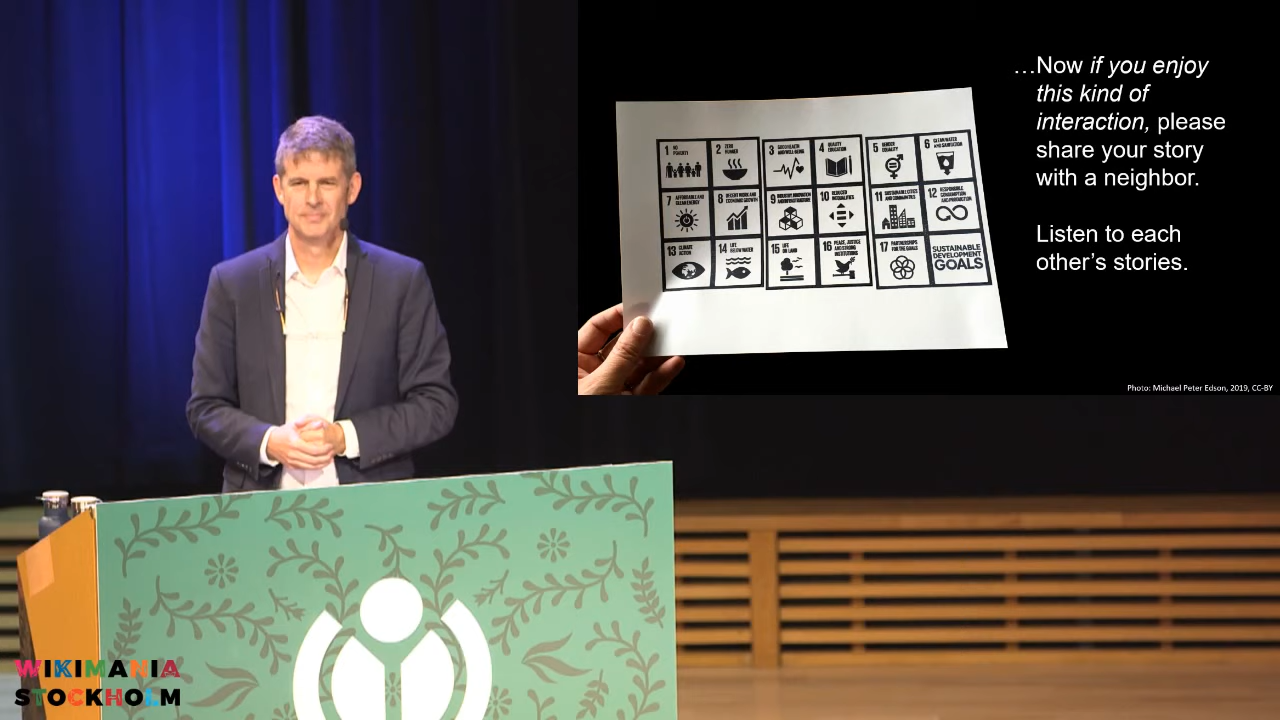 …Now if you enjoy
this kind of
interaction, please
share your story
with a neighbor.
Listen to each
other’s stories.
1 NO
POVERTY
2 ZERO
HUNGER
3 GOOD HEALTH
AND WELL-BEING
4 QUALITY
EDUCATION
5 GENDER
EQUALITY
6 CLEAN WATER
AND SANITATION
7 AFFORDABLE AND
CLEAN ENERGY
8 DECENT WORK AND
ECONOMIC GROWTH
9 INDUSTRY, INNOVATION
AND INFRASTRUCTURE
10 REDUCED
INEQUALITIES
11 SUSTAINABLE CITIES
AND COMMUNITIES
12 RESPONSIBLE
CONSUMPTION
AND PRODUCTION
13 CLIMATE
ACTION
14 LIFE
BELOW WATER
15 LIFE
ON LAND
16 PEACE, JUSTICE
AND STRONG
INSTITUTIONS
17 PARTNERSHIPS
FOR THE GOALS
SUSTAINABLE
DEVELOPMENT
GOALS
Photo: Michael Peter Edson, 2019, CC-BY
WIKIMANIA
STOCKHOLM